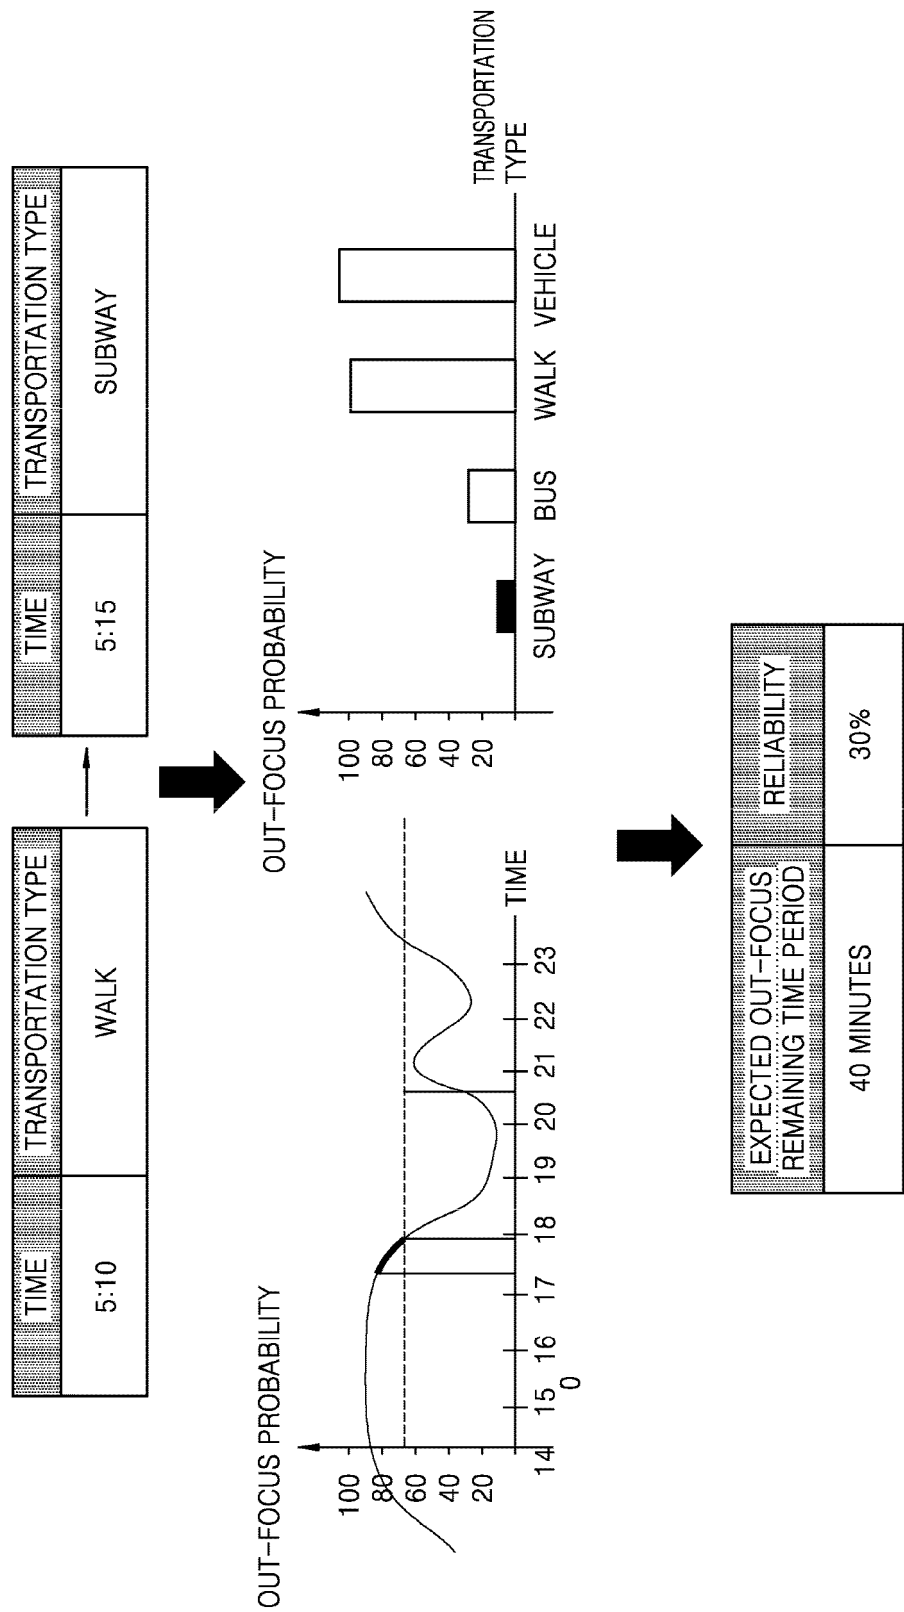 TIME TRANSPORTATION TYPE
5:10 WALK
TIME TRANSPORTATION TYPE
5:15 SUBWAY
OUT-FOCUS PROBABILITY
100
80
60
40
20
14 15 16 17 18 19 20 21 22 23 TIME
0
OUT-FOCUS PROBABILITY
100
80
60
40
20
SUBWAY BUS WALK VEHICLE
TRANSPORTATION
TYPE
EXPECTED OUT-FOCUS
REMAINING TIME PERIOD
RELIABILITY
40 MINUTES 30%